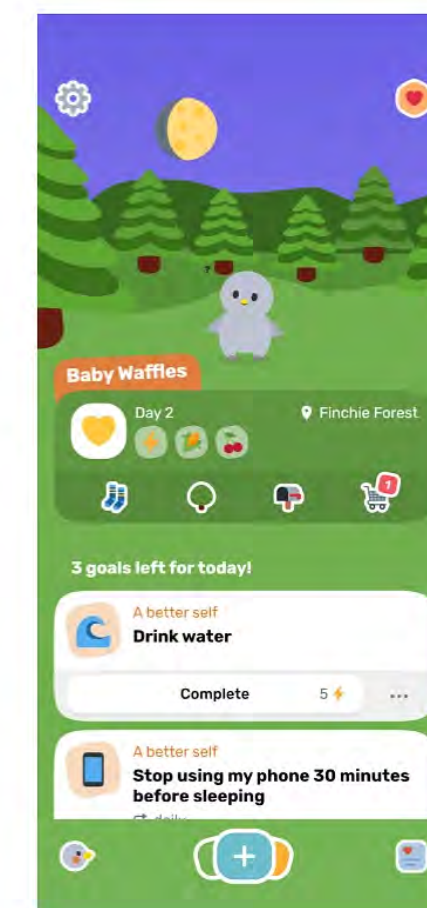 ?
Baby Waffles
Day 2
Finchie Forest
1
3 goals left for today!
A better self
Drink water
Complete
5
A better self
Stop using my phone 30 minutes
before sleeping
daily